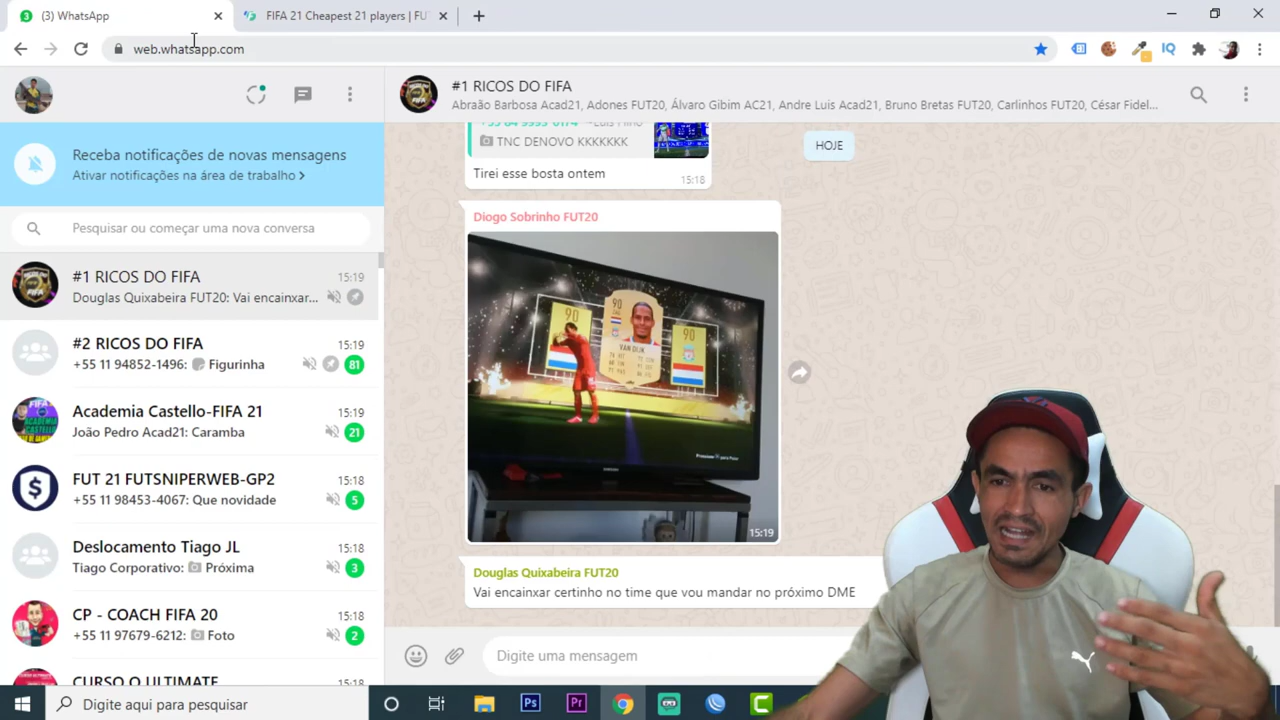 (3) WhatsApp
FIFA 21 Cheapest 21 players | FUT
web.whatsapp.com
#1 RICOS DO FIFA
Abraão Barbosa Acad21, Adones FUT20, Álvaro Gibim AC21, Andre Luis Acad21, Bruno Bretas FUT20, Carlinhos FUT20, César Fidel...
Receba notificações de novas mensagens
Ativar notificações na área de trabalho >
Pesquisar ou começar uma nova conversa
#1 RICOS DO FIFA 15:19
Douglas Quixabeira FUT20: Vai encainxar...
#2 RICOS DO FIFA 15:19
+55 11 94852-1496: Figurinha 81
Academia Castello-FIFA 21 15:19
João Pedro Acad21: Caramba 21
FUT 21 FUTSNIPERWEB-GP2 15:18
+55 11 98453-4067: Que novidade 5
Deslocamento Tiago JL 15:18
Tiago Corporativo: Próxima 3
CP - COACH FIFA 20 15:18
+55 11 97679-6212: Foto 2
CURSO O ULTIMATE
HOJE
TNC DENOVO KKKKKKK
Tirei esse bosta ontem 15:18
Diogo Sobrinho FUT20
90
90
VAN DIJK
90
15:19
Douglas Quixabeira FUT20
Vai encainxar certinho no time que vou mandar no próximo DME
Digite uma mensagem
Digite aqui para pesquisar